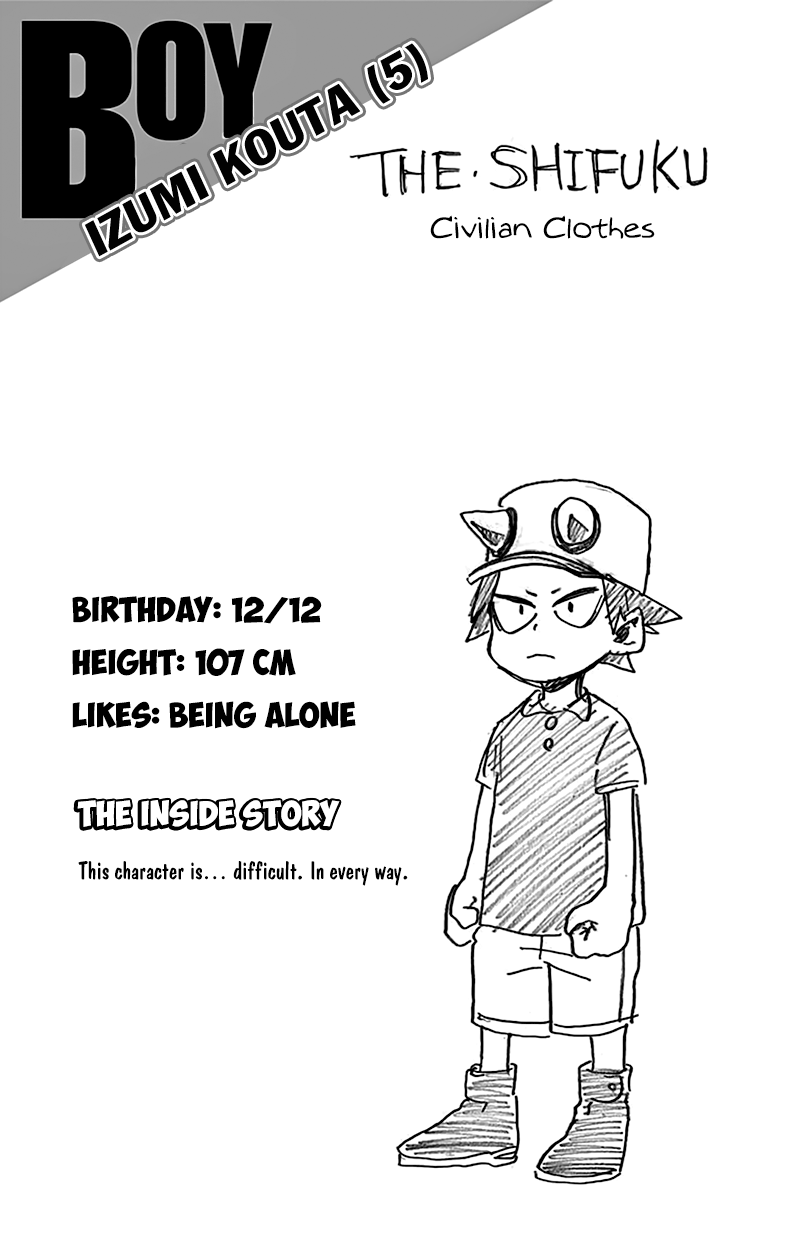 BOY
IZUMI KOUTA (5)
THE · SHIFUKU
Civilian Clothes
BIRTHDAY: 12/12
HEIGHT: 107 CM
LIKES: BEING ALONE
THE INSIDE STORY
This character is... difficult. In every way.